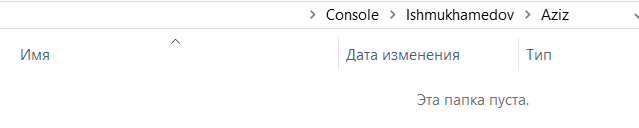 Console Ishmukhamedov Aziz
Имя Дата изменения Тип
Эта папка пуста.